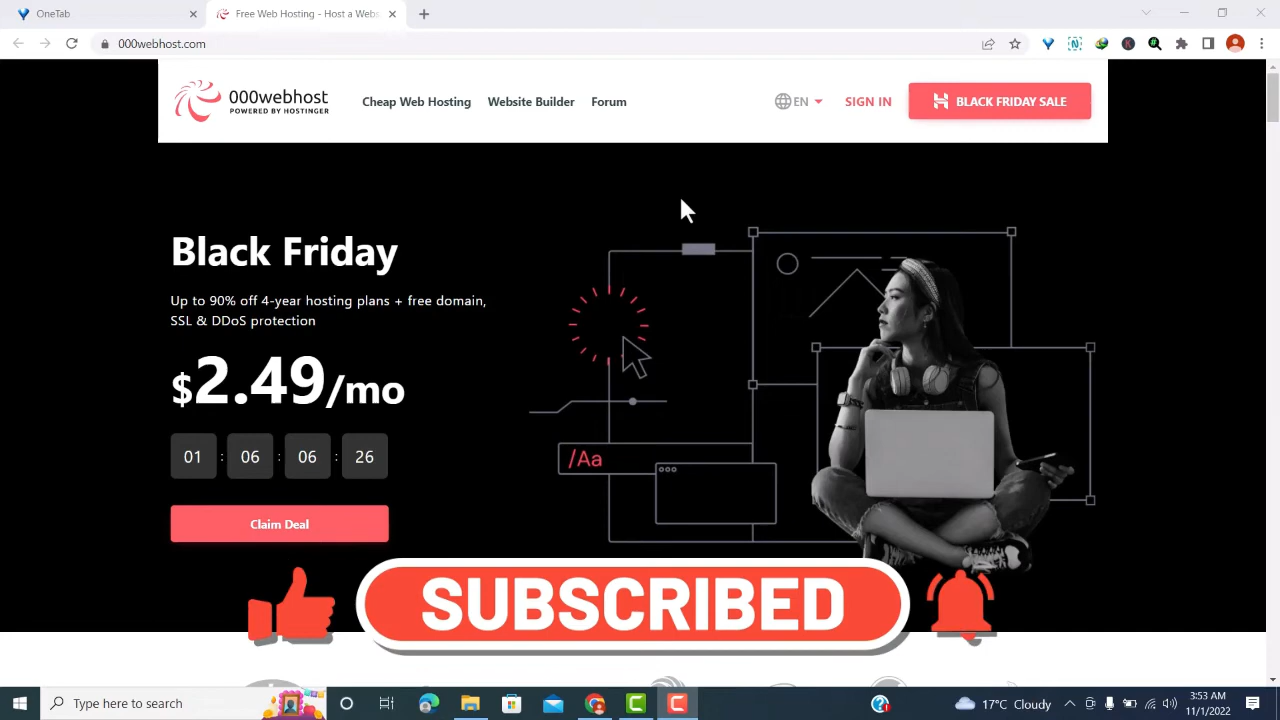 OneTab
Free Web Hosting - Host a Webs
000webhost.com
000webhost
POWERED BY HOSTINGER
Cheap Web Hosting
Website Builder
Forum
EN
SIGN IN
BLACK FRIDAY SALE
Black Friday
Up to 90% off 4-year hosting plans + free domain,
SSL & DDoS protection
$2.49/mo
01 : 06 : 06 : 26
/Aa
Claim Deal
SUBSCRIBED
Type here to search
17°C Cloudy
3:53 AM
11/1/2022